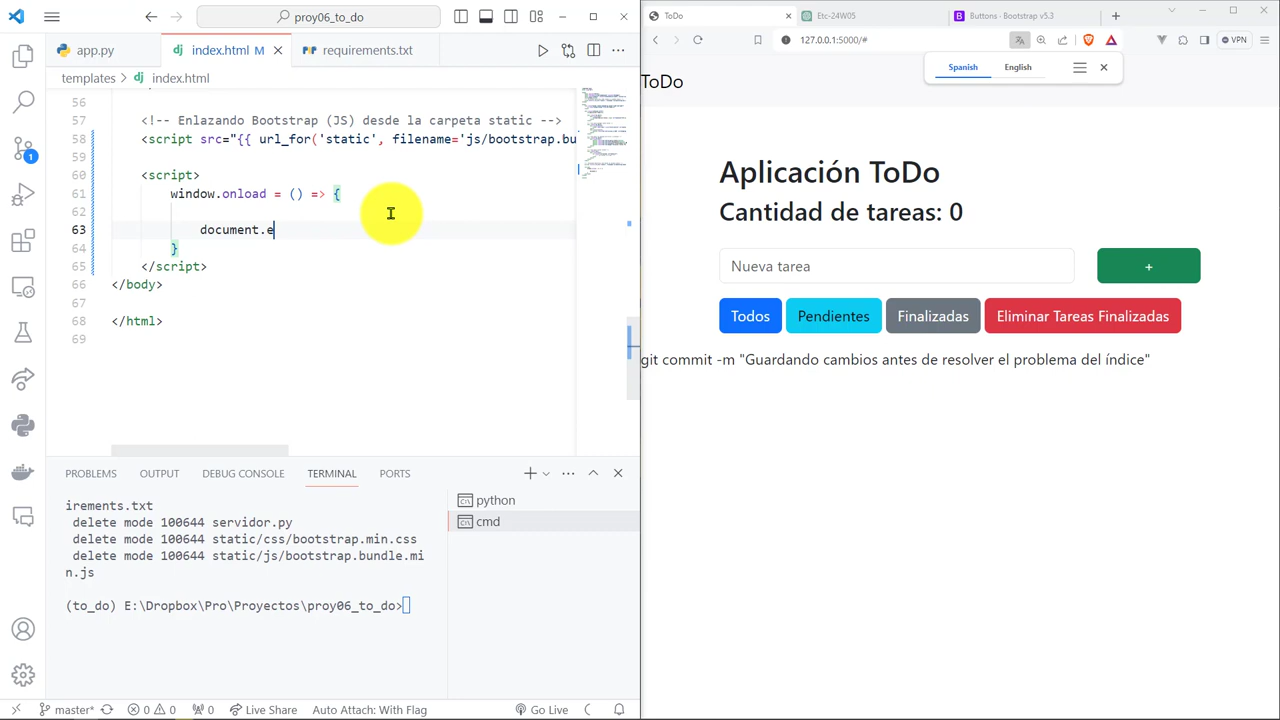 proy06_to_do
app.py
index.html M
requirements.txt
templates
index.html
56
57 <!-- Enlazando Bootstrap desde la carpeta static -->
58 <script src="{{ url_for('static', filename='js/bootstrap.bu
59
60 <script>
61 window.onload = () => {
62
63 document.e
64 }
65 </script>
66 </body>
67
68 </html>
69
PROBLEMS OUTPUT DEBUG CONSOLE TERMINAL PORTS
irements.txt
delete mode 100644 servidor.py
delete mode 100644 static/css/bootstrap.min.css
delete mode 100644 static/js/bootstrap.bundle.mi
n.js
(to_do) E:\Dropbox\Pro\Proyectos\proy06_to_do>
python
cmd
1
master* 0 0 0 Live Share Auto Attach: With Flag Go Live
ToDo
Etc-24W05
Buttons · Bootstrap v5.3
127.0.0.1:5000/#
VPN
Spanish English
ToDo
Aplicación ToDo
Cantidad de tareas: 0
Nueva tarea
+
Todos Pendientes Finalizadas Eliminar Tareas Finalizadas
git commit -m "Guardando cambios antes de resolver el problema del índice"